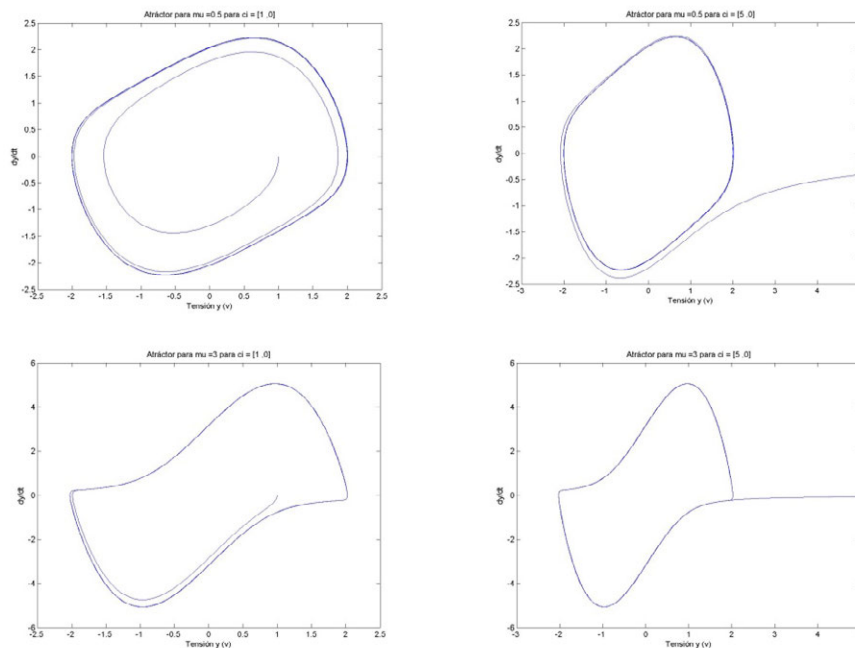 Atráctor para mu =0.5 para ci = [1 ,0]
2.5
2
1.5
1
0.5
0
-0.5
-1
-1.5
-2
-2.5
dy/dt
-2.5 -2 -1.5 -1 -0.5 0 0.5 1 1.5 2 2.5
Tensión y (v)
Atráctor para mu =0.5 para ci = [5 ,0]
2.5
2
1.5
1
0.5
0
-0.5
-1
-1.5
-2
-2.5
dy/dt
-3 -2 -1 0 1 2 3 4
Tensión y (v)
Atráctor para mu =3 para ci = [1 ,0]
6
4
2
0
-2
-4
-6
dy/dt
-2.5 -2 -1.5 -1 -0.5 0 0.5 1 1.5 2 2.5
Tensión y (v)
Atráctor para mu =3 para ci = [5 ,0]
6
4
2
0
-2
-4
-6
dy/dt
-3 -2 -1 0 1 2 3 4
Tensión y (v)